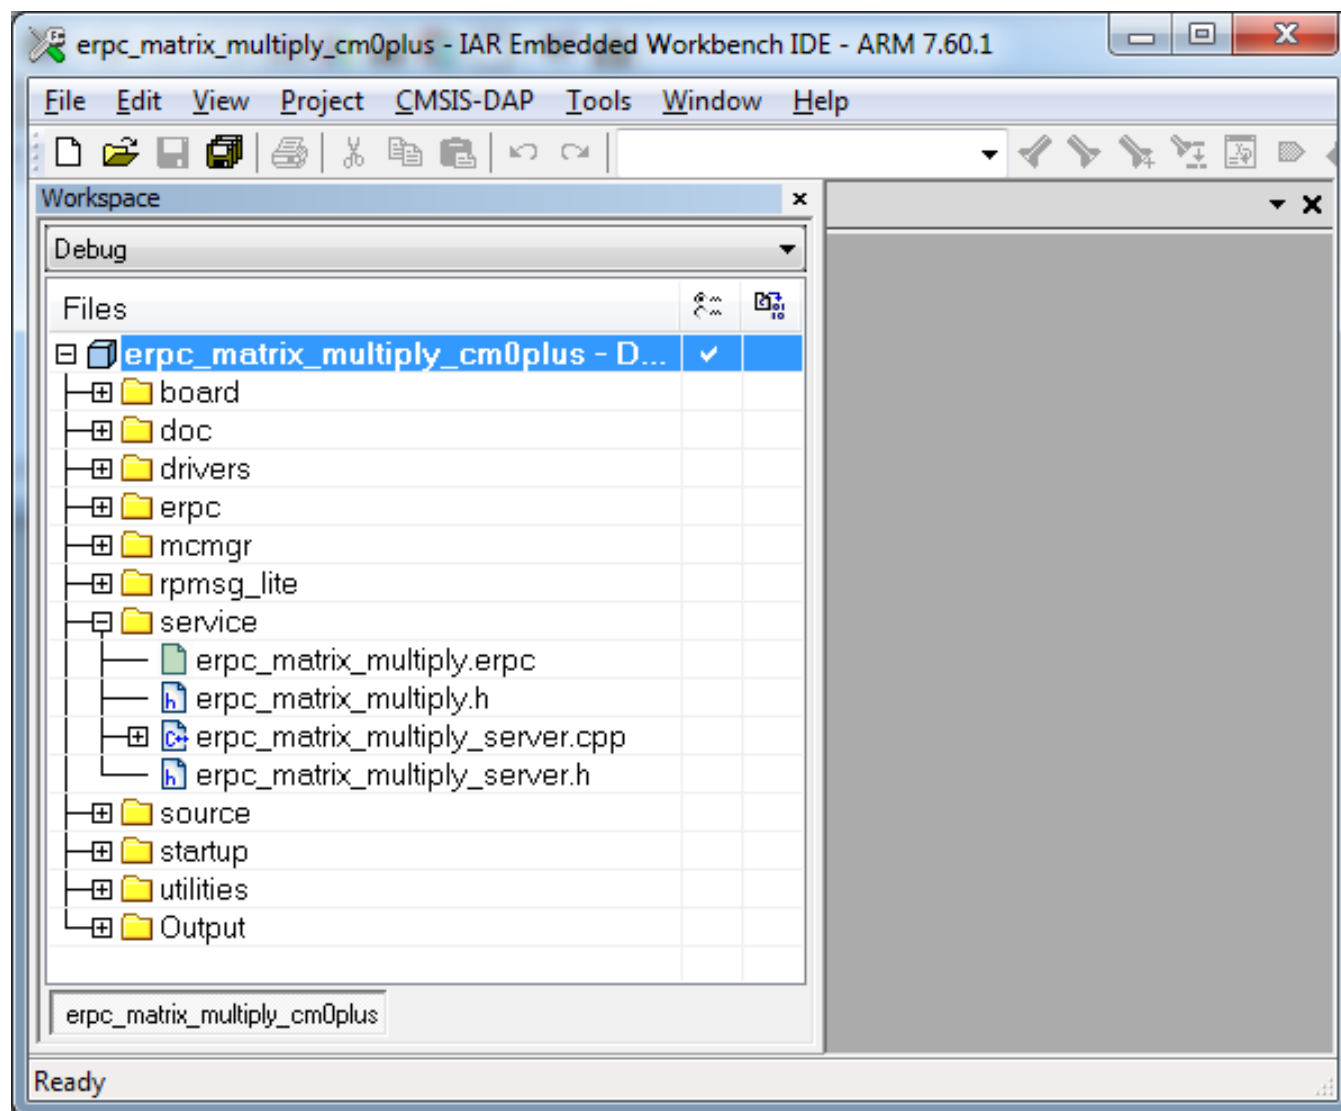 erpc_matrix_multiply_cm0plus - IAR Embedded Workbench IDE - ARM 7.60.1
File Edit View Project CMSIS-DAP Tools Window Help
Workspace
Debug
Files
erpc_matrix_multiply_cm0plus - D...
board
doc
drivers
erpc
mcmgr
rpmsg_lite
service
erpc_matrix_multiply.erpc
erpc_matrix_multiply.h
erpc_matrix_multiply_server.cpp
erpc_matrix_multiply_server.h
source
startup
utilities
Output
erpc_matrix_multiply_cm0plus
Ready